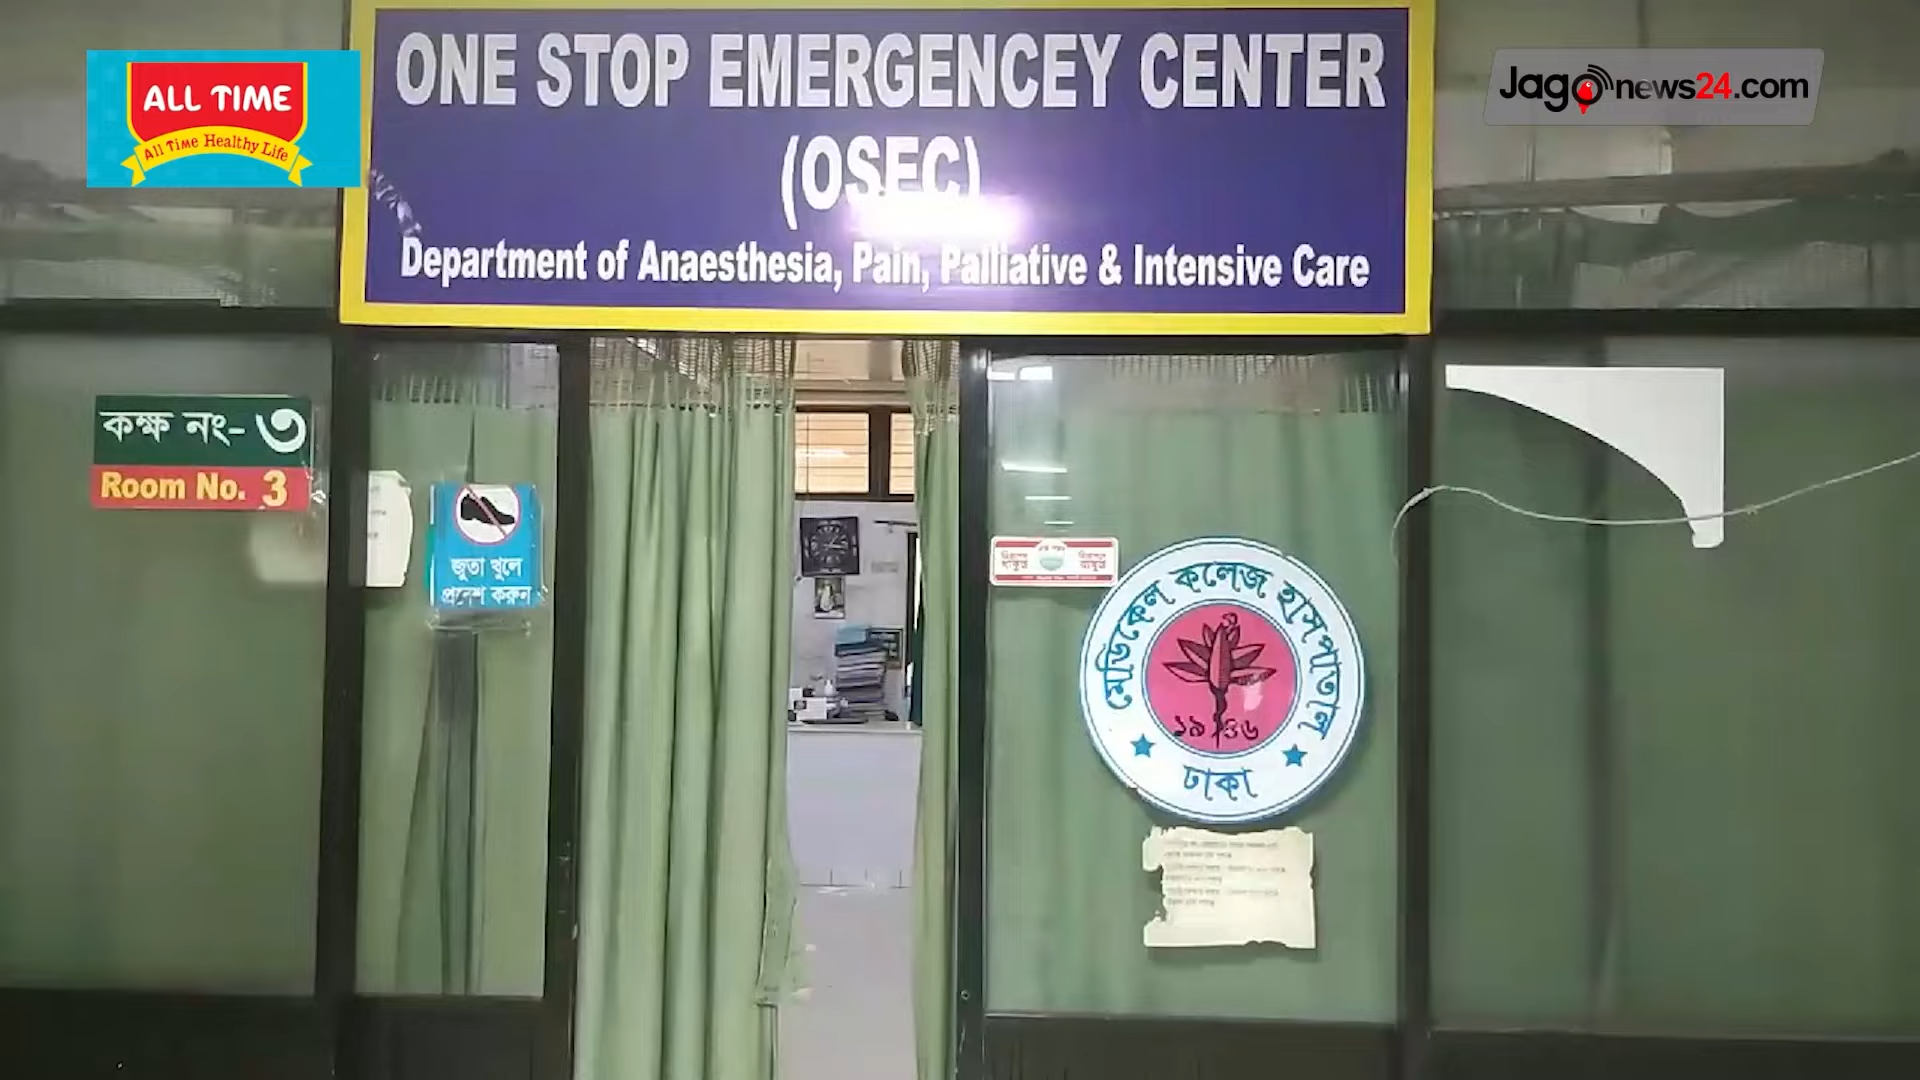 ONE STOP EMERGENCEY CENTER
(OSEC)
Department of Anaesthesia, Pain, Palliative & Intensive Care
ALL TIME
All Time Healthy Life
Jagonews24.com
কক্ষ নং- ৩
Room No. 3
জুতা খুলে
প্রবেশ করুন
মেডিকেল কলেজ হাসপাতাল
১৯৪৬
ঢাকা